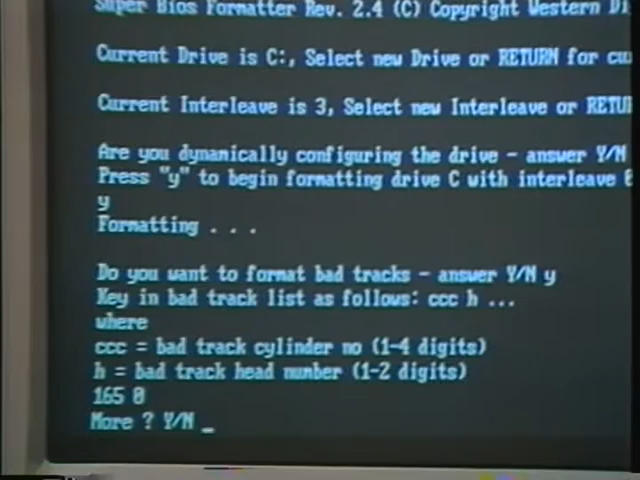 Super Bios Formatter Rev. 2.4 (C) Copyright Western Di
Current Drive is C:, Select new Drive or RETURN for cu
Current Interleave is 3, Select new Interleave or RETU
Are you dynamically configuring the drive - answer Y/N
Press "y" to begin formatting drive C with interleave 0
y
Formatting . . .
Do you want to format bad tracks - answer Y/N y
Key in bad track list as follows: ccc h ...
where
ccc = bad track cylinder no (1-4 digits)
h = bad track head number (1-2 digits)
165 0
More ? Y/N _